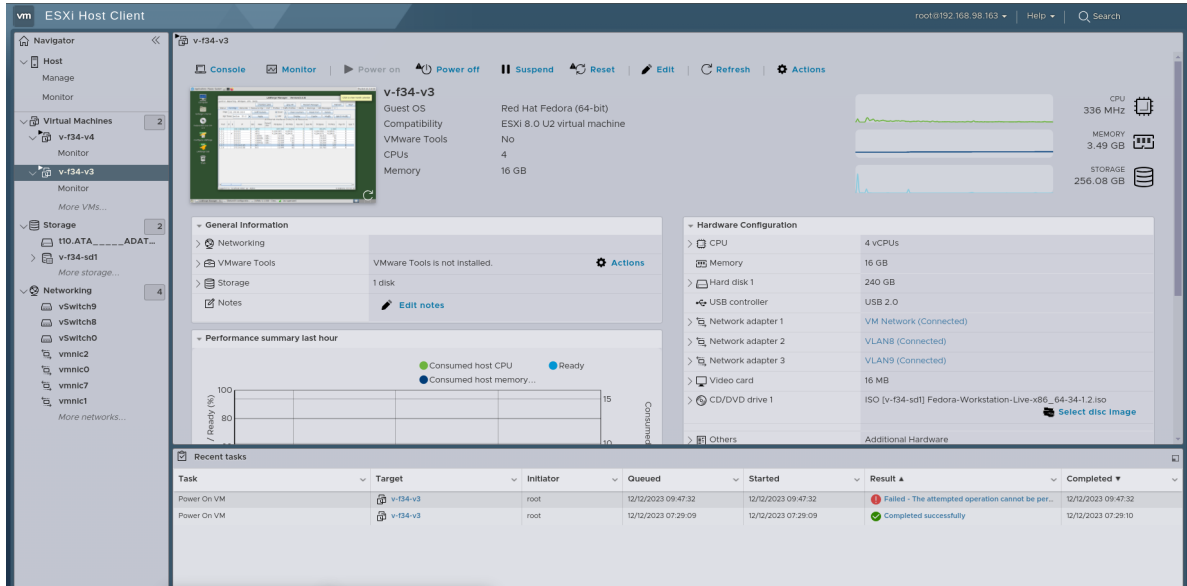 vm ESXi Host Client
root@192.168.98.163 Help Search
Navigator
Host
Manage
Monitor
Virtual Machines 2
v-f34-v4
Monitor
v-f34-v3
Monitor
More VMs...
Storage 2
t10.ATA_____ADAT...
v-f34-sd1
More storage...
Networking 4
vSwitch9
vSwitch8
vSwitch0
vmnic2
vmnic0
vmnic7
vmnic1
More networks...
v-f34-v3
Console Monitor Power on Power off Suspend Reset Edit Refresh Actions
v-f34-v3
Guest OS Red Hat Fedora (64-bit)
Compatibility ESXi 8.0 U2 virtual machine
VMware Tools No
CPUs 4
Memory 16 GB
CPU
336 MHz
MEMORY
3.49 GB
STORAGE
256.08 GB
General Information
Networking
VMware Tools VMware Tools is not installed. Actions
Storage 1 disk
Notes Edit notes
Performance summary last hour
Consumed host CPU Ready
Consumed host memory...
100
80
/ Ready (%)
15
10
Consumed
Hardware Configuration
CPU 4 vCPUs
Memory 16 GB
Hard disk 1 240 GB
USB controller USB 2.0
Network adapter 1 VM Network (Connected)
Network adapter 2 VLAN8 (Connected)
Network adapter 3 VLAN9 (Connected)
Video card 16 MB
CD/DVD drive 1 ISO [v-f34-sd1] Fedora-Workstation-Live-x86_64-34-1.2.iso
Select disc image
Others Additional Hardware
Recent tasks
Task Target Initiator Queued Started Result Completed
Power On VM v-f34-v3 root 12/12/2023 09:47:32 12/12/2023 09:47:32 Failed - The attempted operation cannot be per... 12/12/2023 09:47:32
Power On VM v-f34-v3 root 12/12/2023 07:29:09 12/12/2023 07:29:09 Completed successfully 12/12/2023 07:29:10